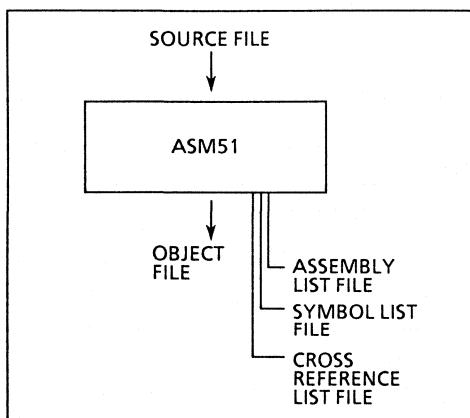 SOURCE FILE
ASM51
OBJECT
FILE
ASSEMBLY
LIST FILE
SYMBOL LIST
FILE
CROSS
REFERENCE
LIST FILE